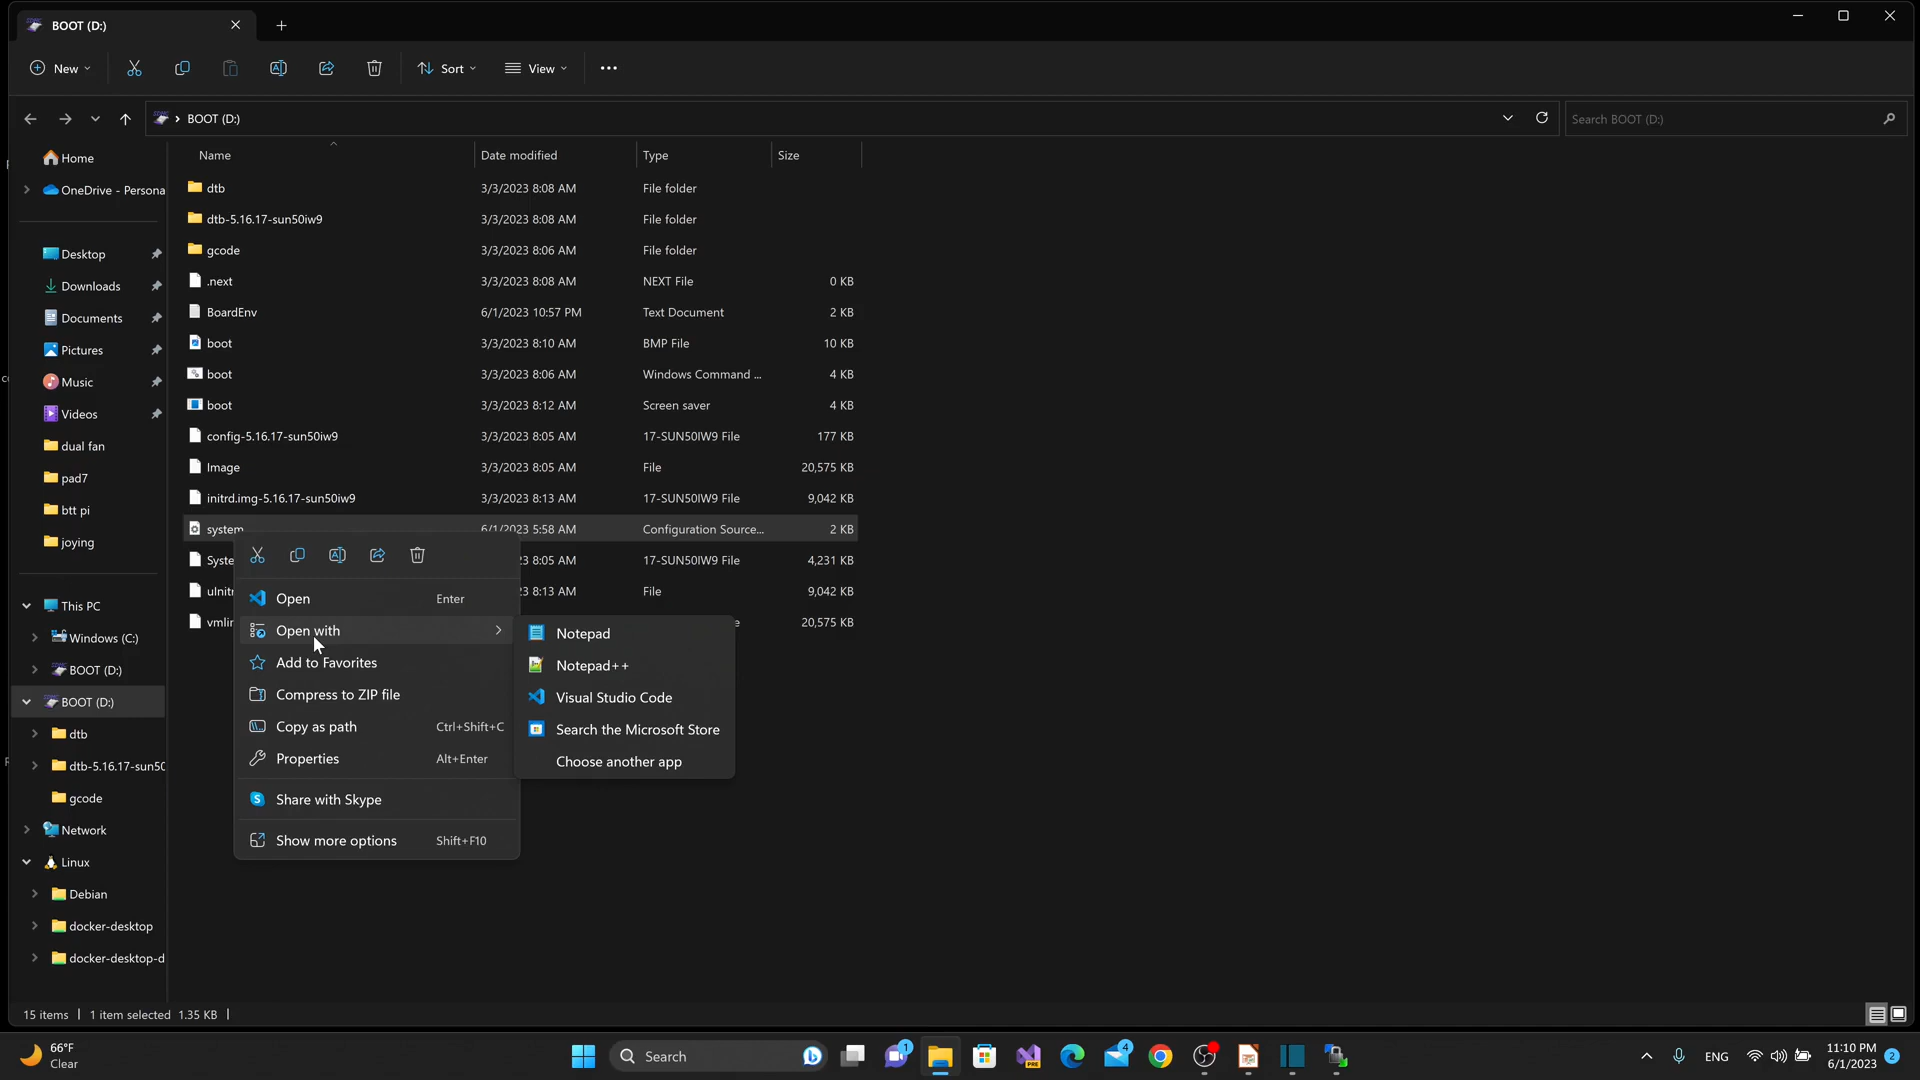 BOOT (D:)
New
Sort
View
BOOT (D:)
Search BOOT (D:)
Name Date modified Type Size
Home
OneDrive - Persona
Desktop
Downloads
Documents
Pictures
Music
Videos
dual fan
pad7
btt pi
joying
This PC
Windows (C:)
BOOT (D:)
BOOT (D:)
dtb
dtb-5.16.17-sun50
gcode
Network
Linux
Debian
docker-desktop
docker-desktop-d
dtb 3/3/2023 8:08 AM File folder
dtb-5.16.17-sun50iw9 3/3/2023 8:08 AM File folder
gcode 3/3/2023 8:06 AM File folder
.next 3/3/2023 8:08 AM NEXT File 0 KB
BoardEnv 6/1/2023 10:57 PM Text Document 2 KB
boot 3/3/2023 8:10 AM BMP File 10 KB
boot 3/3/2023 8:06 AM Windows Command ... 4 KB
boot 3/3/2023 8:12 AM Screen saver 4 KB
config-5.16.17-sun50iw9 3/3/2023 8:05 AM 17-SUN50IW9 File 177 KB
Image 3/3/2023 8:05 AM File 20,575 KB
initrd.img-5.16.17-sun50iw9 3/3/2023 8:13 AM 17-SUN50IW9 File 9,042 KB
system 6/1/2023 5:58 AM Configuration Source... 2 KB
Syste 3 8:05 AM 17-SUN50IW9 File 4,231 KB
uInit 3 8:13 AM File 9,042 KB
vmlin 20,575 KB
Open Enter
Open with
Add to Favorites
Compress to ZIP file
Copy as path Ctrl+Shift+C
Properties Alt+Enter
Share with Skype
Show more options Shift+F10
Notepad
Notepad++
Visual Studio Code
Search the Microsoft Store
Choose another app
15 items 1 item selected 1.35 KB
66°F
Clear
Search
1
PRE
4
ENG
11:10 PM
6/1/2023
2